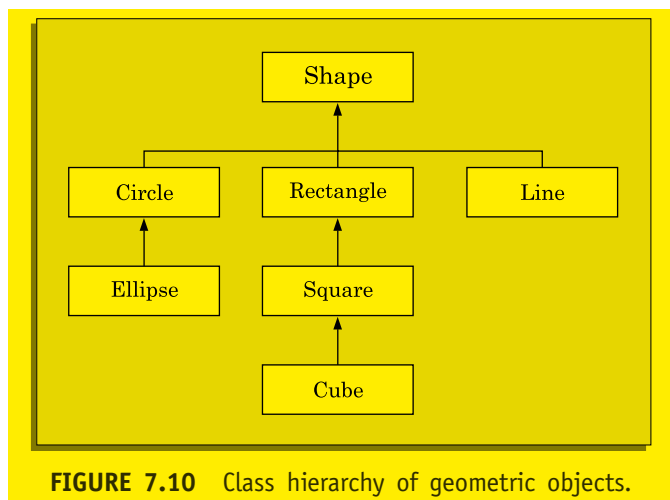 Shape
Circle Rectangle Line
Ellipse Square
Cube
FIGURE 7.10 Class hierarchy of geometric objects.